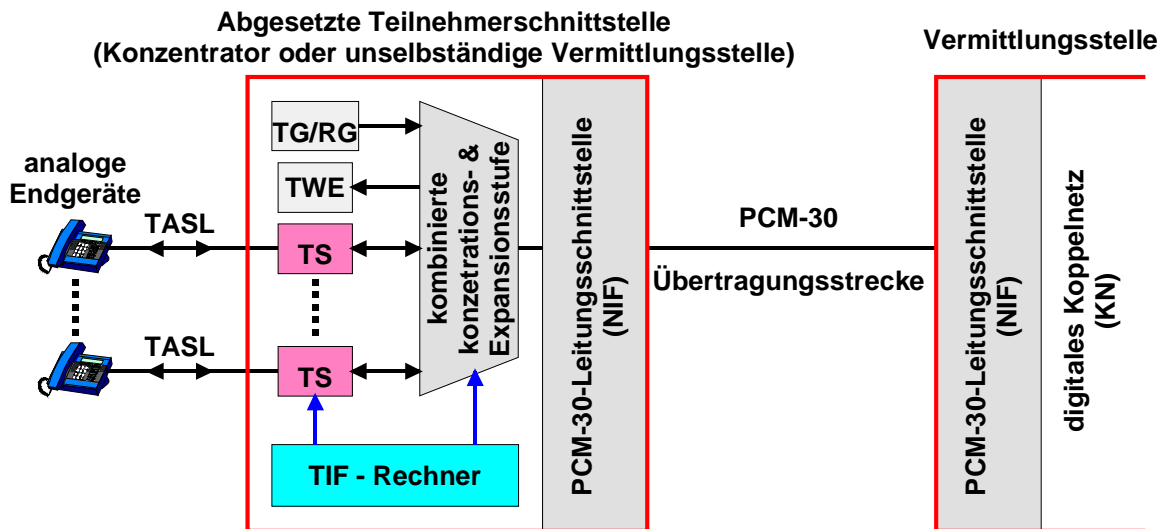 Abgesetzte Teilnehmerschnittstelle
(Konzentrator oder unselbständige Vermittlungsstelle)
Vermittlungsstelle
analoge
Endgeräte
TASL
TASL
TG/RG
TWE
TS
TS
TIF - Rechner
kombinierte
konzetrations- &
Expansionsstufe
PCM-30-Leitungsschnittstelle
(NIF)
PCM-30
Übertragungsstrecke
PCM-30-Leitungsschnittstelle
(NIF)
digitales Koppelnetz
(KN)